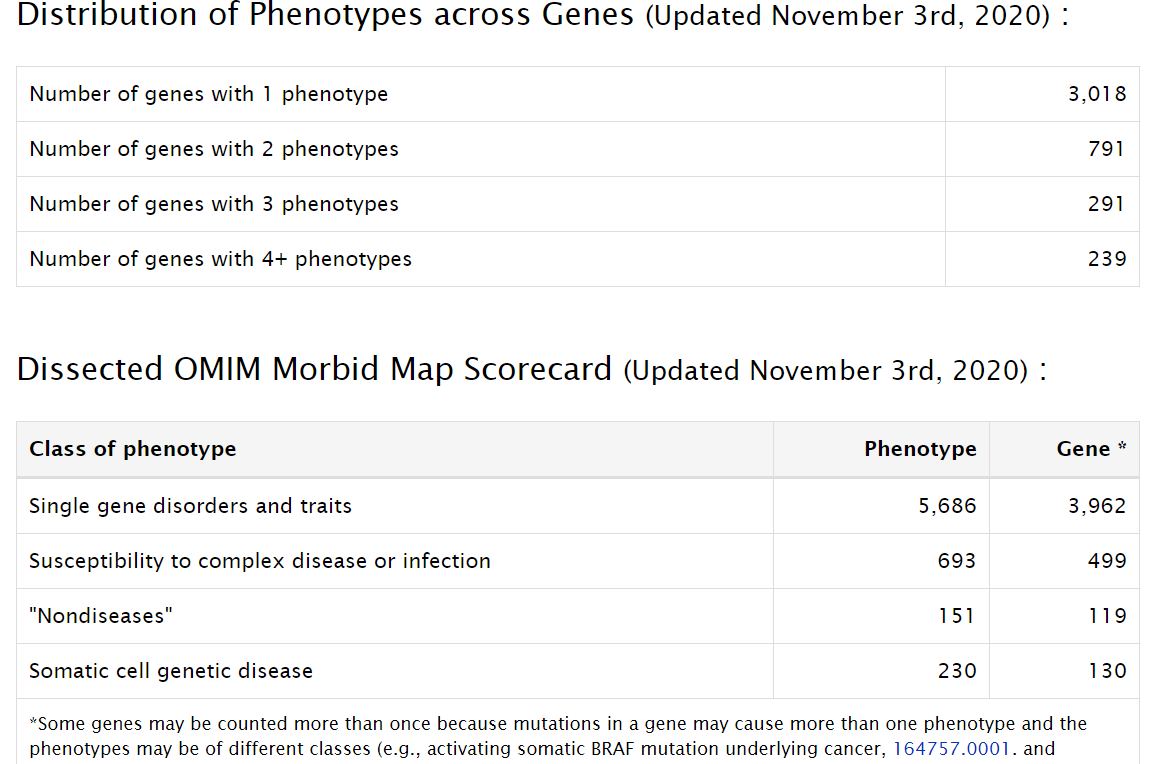 Distribution of Phenotypes across Genes (Updated November 3rd, 2020) :
Number of genes with 1 phenotype 3,018
Number of genes with 2 phenotypes 791
Number of genes with 3 phenotypes 291
Number of genes with 4+ phenotypes 239
Dissected OMIM Morbid Map Scorecard (Updated November 3rd, 2020) :
Class of phenotype Phenotype Gene *
Single gene disorders and traits 5,686 3,962
Susceptibility to complex disease or infection 693 499
"Nondiseases" 151 119
Somatic cell genetic disease 230 130
*Some genes may be counted more than once because mutations in a gene may cause more than one phenotype and the
phenotypes may be of different classes (e.g., activating somatic BRAF mutation underlying cancer, 164757.0001. and